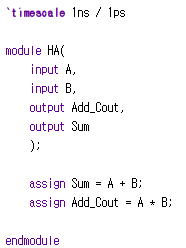 `timescale 1ns / 1ps
module HA(
input A,
input B,
output Add_Cout,
output Sum
);
assign Sum = A + B;
assign Add_Cout = A * B;
endmodule